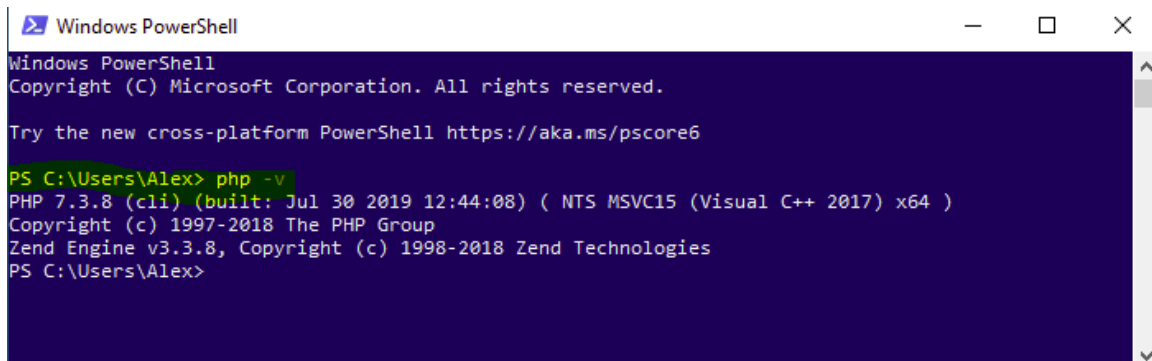 Windows PowerShell
Windows PowerShell
Copyright (C) Microsoft Corporation. All rights reserved.
Try the new cross-platform PowerShell https://aka.ms/pscore6
PS C:\Users\Alex> php -v
PHP 7.3.8 (cli) (built: Jul 30 2019 12:44:08) ( NTS MSVC15 (Visual C++ 2017) x64 )
Copyright (c) 1997-2018 The PHP Group
Zend Engine v3.3.8, Copyright (c) 1998-2018 Zend Technologies
PS C:\Users\Alex>